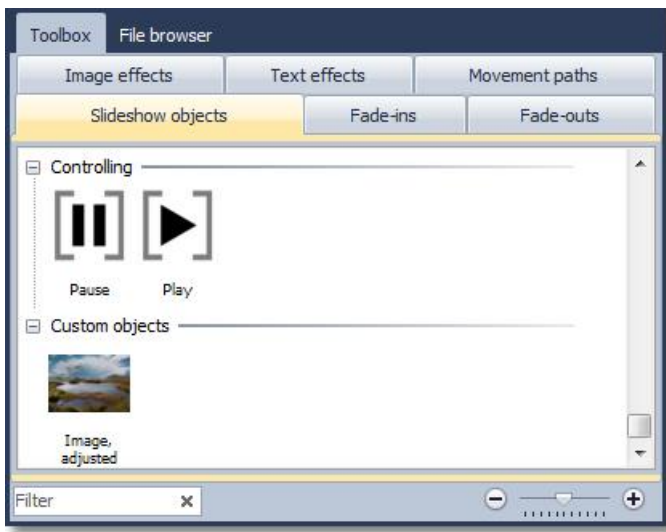 Toolbox File browser
Image effects Text effects Movement paths
Slideshow objects Fade-ins Fade-outs
Controlling
Pause Play
Custom objects
Image,
adjusted
Filter